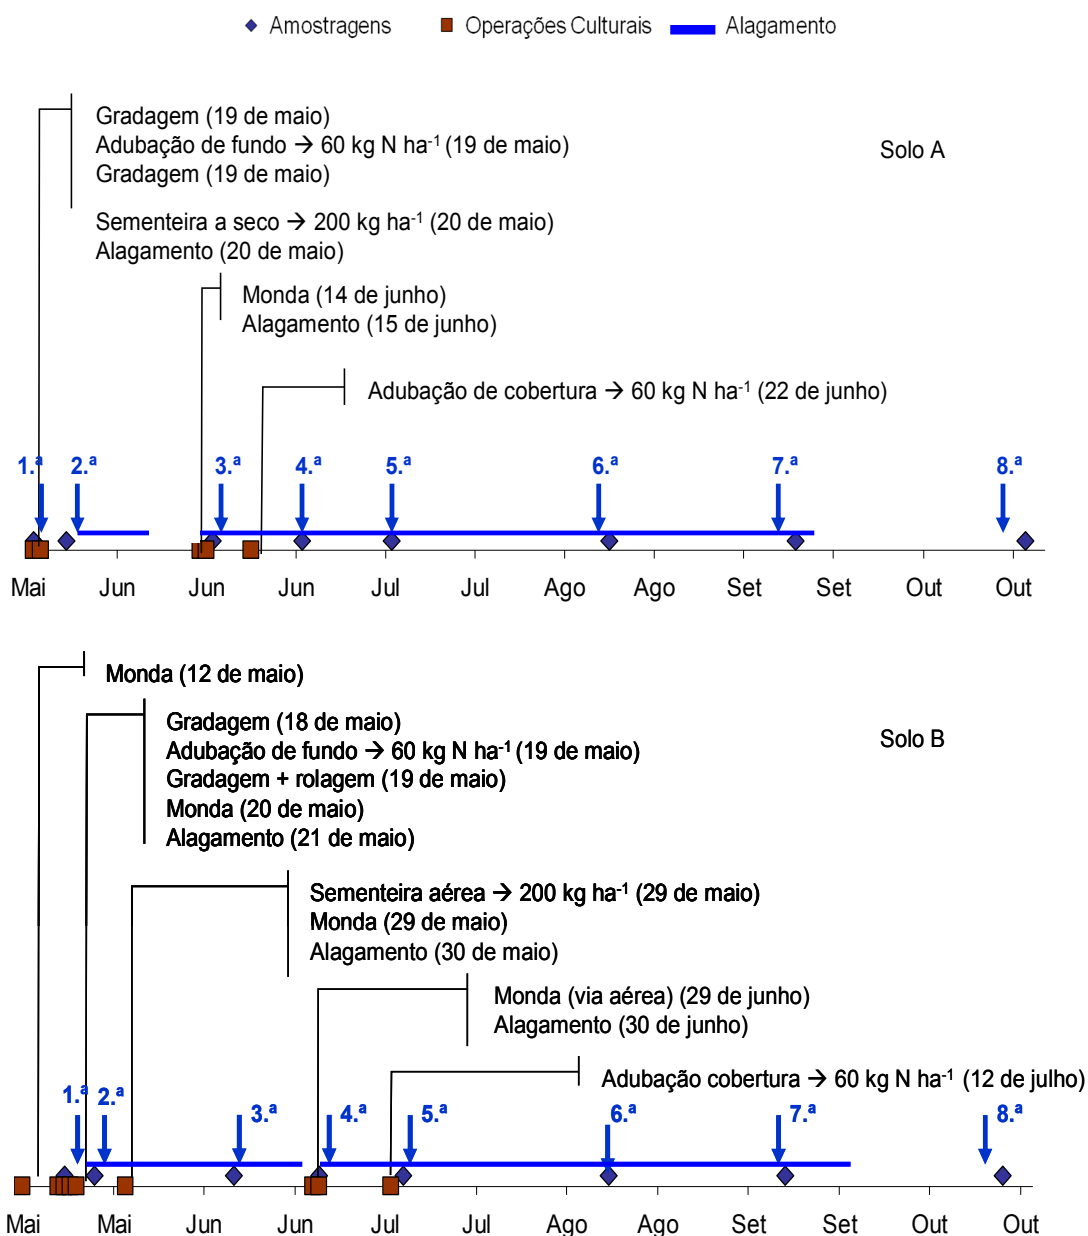 Amostragens Operações Culturais Alagamento
Gradagem (19 de maio)
Adubação de fundo → 60 kg N ha⁻¹ (19 de maio)
Gradagem (19 de maio)
Solo A
Sementeira a seco → 200 kg ha⁻¹ (20 de maio)
Alagamento (20 de maio)
Monda (14 de junho)
Alagamento (15 de junho)
Adubação de cobertura → 60 kg N ha⁻¹ (22 de junho)
1.ª 2.ª 3.ª 4.ª 5.ª 6.ª 7.ª 8.ª
Mai Jun Jun Jun Jul Jul Ago Ago Set Set Out Out
Monda (12 de maio)
Gradagem (18 de maio)
Adubação de fundo → 60 kg N ha⁻¹ (19 de maio)
Gradagem + rolagem (19 de maio)
Monda (20 de maio)
Alagamento (21 de maio)
Solo B
Sementeira aérea → 200 kg ha⁻¹ (29 de maio)
Monda (29 de maio)
Alagamento (30 de maio)
Monda (via aérea) (29 de junho)
Alagamento (30 de junho)
Adubação cobertura → 60 kg N ha⁻¹ (12 de julho)
1.ª 2.ª 3.ª 4.ª 5.ª 6.ª 7.ª 8.ª
Mai Mai Jun Jun Jul Jul Ago Ago Set Set Out Out